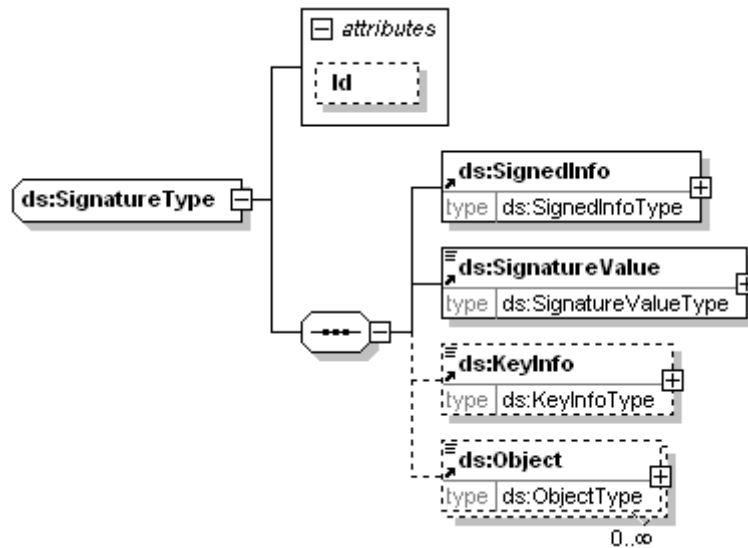 attributes
Id
ds:SignatureType
ds:SignedInfo
type ds:SignedInfoType
ds:SignatureValue
type ds:SignatureValueType
ds:KeyInfo
type ds:KeyInfoType
ds:Object
type ds:ObjectType
0..∞